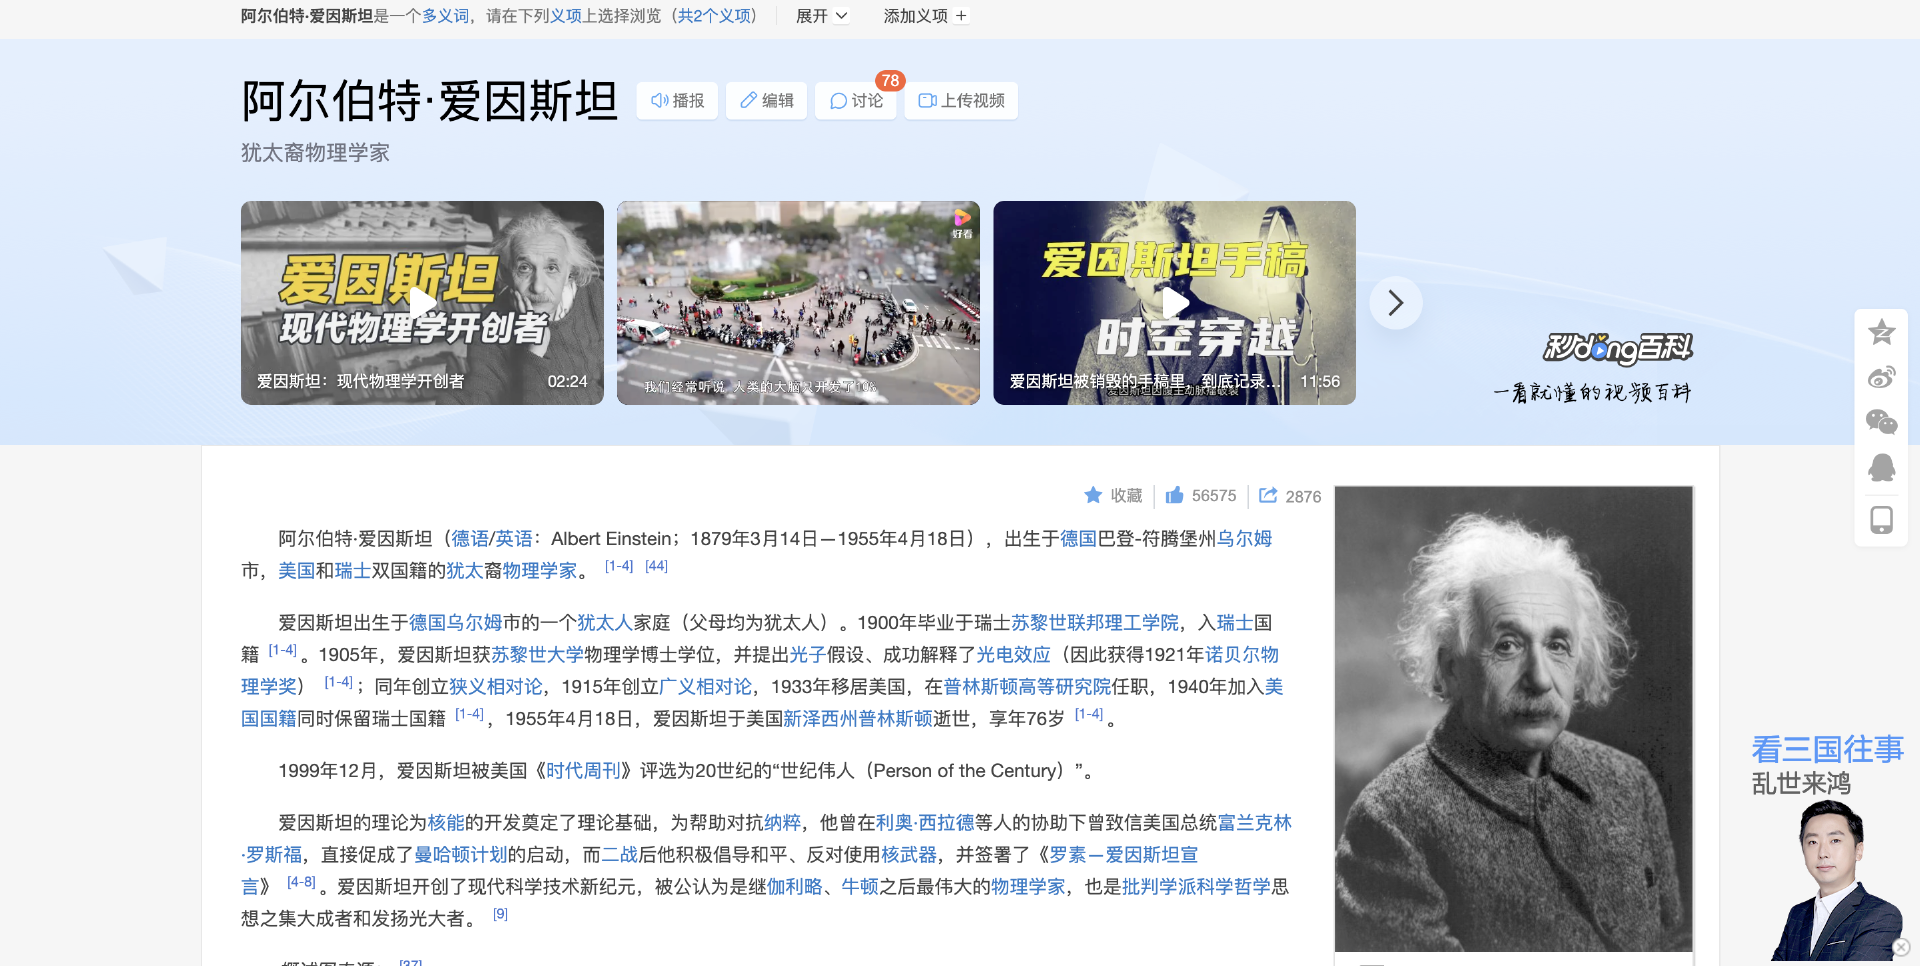 阿尔伯特·爱因斯坦是一个多义词，请在下列义项上选择浏览（共2个义项） 展开 添加义项
阿尔伯特·爱因斯坦 播报 编辑 讨论 78 上传视频
犹太裔物理学家
爱因斯坦
现代物理学开创者
爱因斯坦：现代物理学开创者 02:24
好看
我们经常听说 人类的大脑只开发了10%
爱因斯坦手稿
时空穿越
爱因斯坦被销毁的手稿里，到底记录... 11:56
爱因斯坦因腹主动脉瘤破裂
秒dong百科
一看就懂的视频百科
收藏 56575 2876
阿尔伯特·爱因斯坦（德语/英语：Albert Einstein；1879年3月14日—1955年4月18日），出生于德国巴登-符腾堡州乌尔姆
市，美国和瑞士双国籍的犹太裔物理学家。 [1-4] [44]
爱因斯坦出生于德国乌尔姆市的一个犹太人家庭（父母均为犹太人）。1900年毕业于瑞士苏黎世联邦理工学院，入瑞士国
籍 [1-4] 。1905年，爱因斯坦获苏黎世大学物理学博士学位，并提出光子假设、成功解释了光电效应（因此获得1921年诺贝尔物
理学奖） [1-4] ；同年创立狭义相对论，1915年创立广义相对论，1933年移居美国，在普林斯顿高等研究院任职，1940年加入美
国国籍同时保留瑞士国籍 [1-4] ，1955年4月18日，爱因斯坦于美国新泽西州普林斯顿逝世，享年76岁 [1-4] 。
1999年12月，爱因斯坦被美国《时代周刊》评选为20世纪的“世纪伟人（Person of the Century）”。
爱因斯坦的理论为核能的开发奠定了理论基础，为帮助对抗纳粹，他曾在利奥·西拉德等人的协助下曾致信美国总统富兰克林
·罗斯福，直接促成了曼哈顿计划的启动，而二战后他积极倡导和平、反对使用核武器，并签署了《罗素—爱因斯坦宣
言》 [4-8] 。爱因斯坦开创了现代科学技术新纪元，被公认为是继伽利略、牛顿之后最伟大的物理学家，也是批判学派科学哲学思
想之集大成者和发扬光大者。 [9]
概述图来源： [37]
看三国往事
乱世来鸿